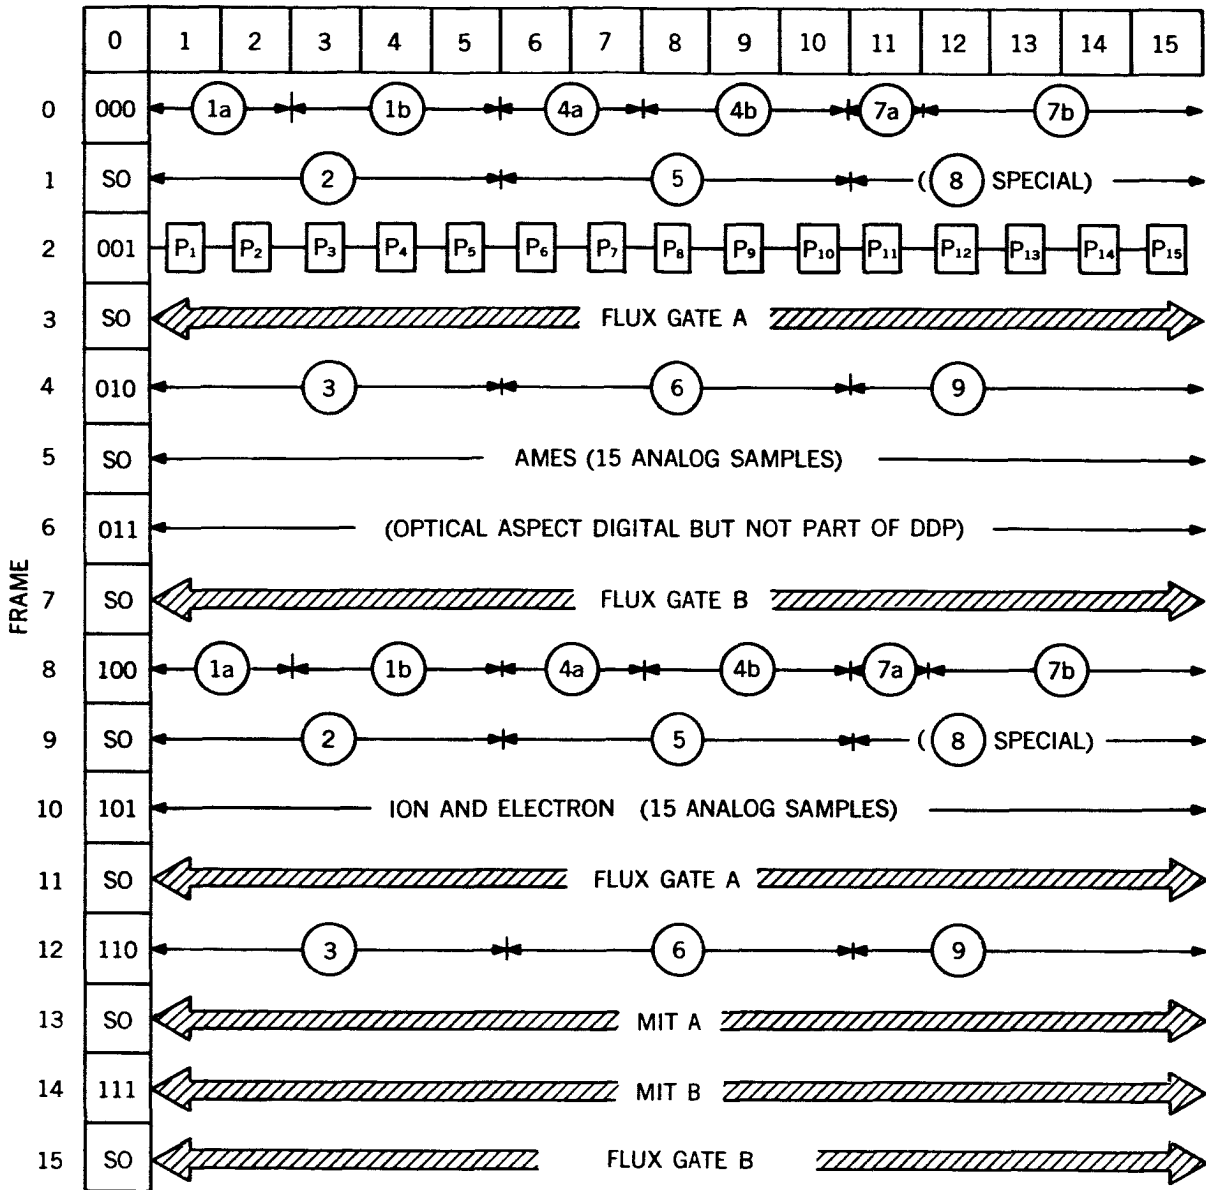 0 1 2 3 4 5 6 7 8 9 10 11 12 13 14 15
0 000 1a 1b 4a 4b 7a 7b
1 SO 2 5 (8 SPECIAL)
2 001 P₁ P₂ P₃ P₄ P₅ P₆ P₇ P₈ P₉ P₁₀ P₁₁ P₁₂ P₁₃ P₁₄ P₁₅
3 SO FLUX GATE A
4 010 3 6 9
5 SO AMES (15 ANALOG SAMPLES)
6 011 (OPTICAL ASPECT DIGITAL BUT NOT PART OF DDP)
FRAME
7 SO FLUX GATE B
8 100 1a 1b 4a 4b 7a 7b
9 SO 2 5 (8 SPECIAL)
10 101 ION AND ELECTRON (15 ANALOG SAMPLES)
11 SO FLUX GATE A
12 110 3 6 9
13 SO MIT A
14 111 MIT B
15 SO FLUX GATE B